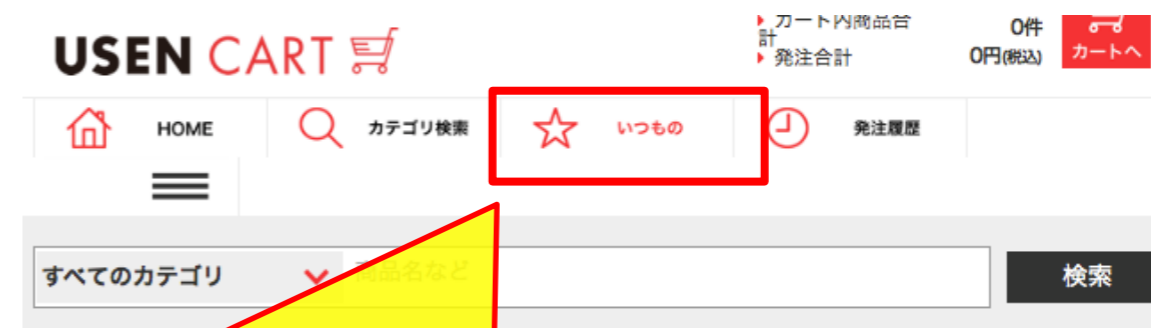 USEN CART
カート内商品合
計
0件
発注合計
0円(税込)
カートへ
HOME
カテゴリ検索
いつもの
発注履歴
すべてのカテゴリ
商品名など
検索